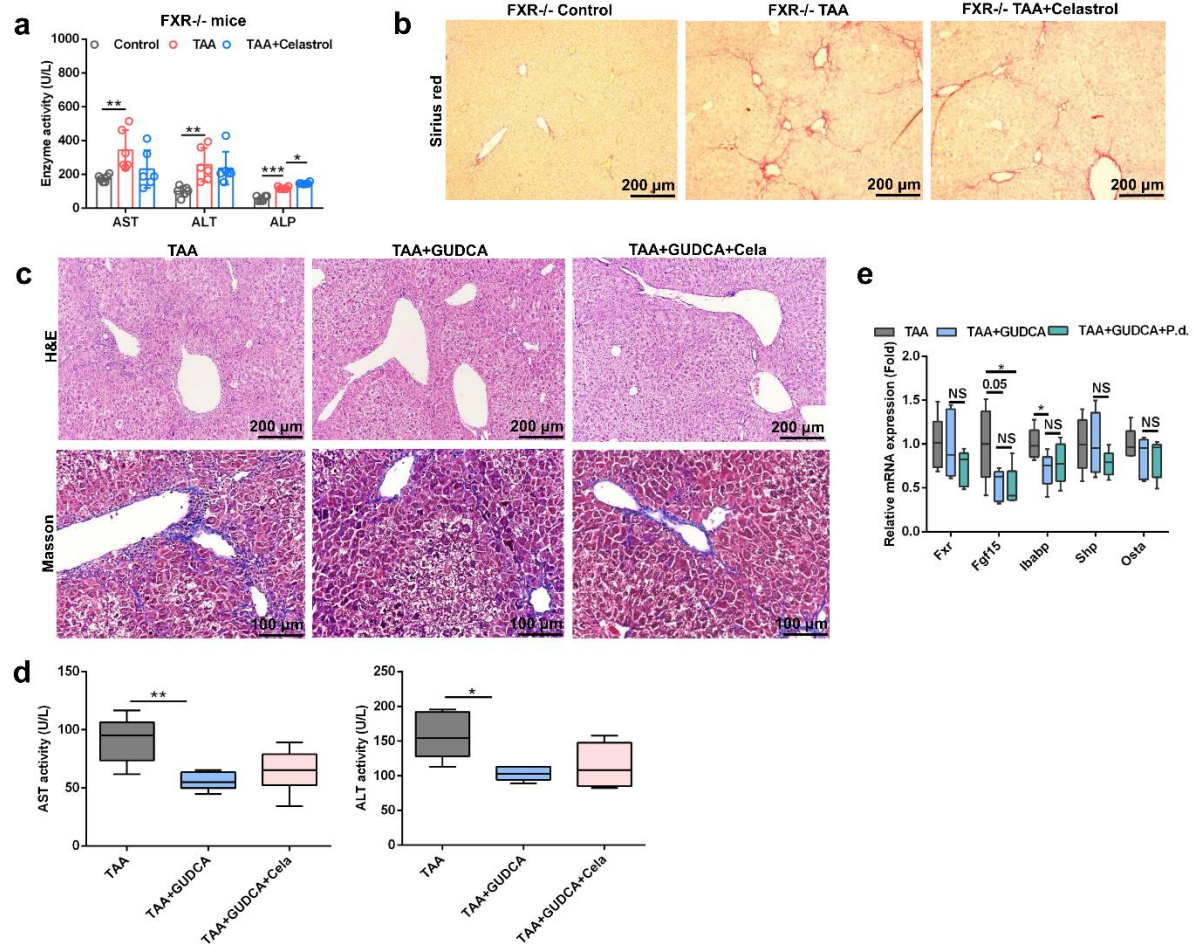 a
FXR-/- mice
Control TAA TAA+Celastrol
Enzyme activity (U/L)
1000
800
600
400
200
0
** ** *** *
AST ALT ALP
b
FXR-/- Control FXR-/- TAA FXR-/- TAA+Celastrol
Sirius red
200 µm 200 µm 200 µm
c
TAA TAA+GUDCA TAA+GUDCA+Cela
H&E
200 µm 200 µm 200 µm
Masson
100 µm 100 µm 100 µm
d
AST activity (U/L)
150
100
50
0
**
TAA TAA+GUDCA TAA+GUDCA+Cela
ALT activity (U/L)
250
200
150
100
50
0
*
TAA TAA+GUDCA TAA+GUDCA+Cela
e
TAA TAA+GUDCA TAA+GUDCA+P.d.
Relative mRNA expression (Fold)
2.0
1.5
1.0
0.5
0.0
NS * 0.05 NS * NS NS NS
Fxr Fgf15 Ibabp Shp Osta